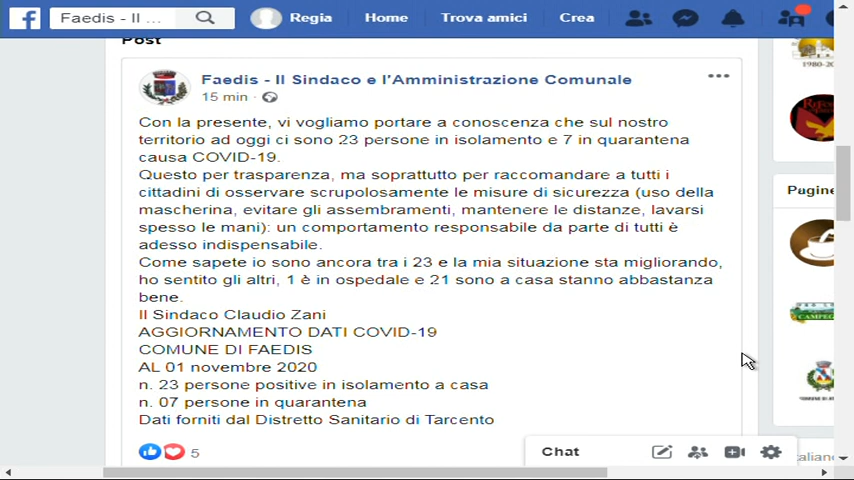 Faedis - Il ...
Regia
Home
Trova amici
Crea
Post
Faedis - Il Sindaco e l'Amministrazione Comunale
15 min
Con la presente, vi vogliamo portare a conoscenza che sul nostro
territorio ad oggi ci sono 23 persone in isolamento e 7 in quarantena
causa COVID-19.
Questo per trasparenza, ma soprattutto per raccomandare a tutti i
cittadini di osservare scrupolosamente le misure di sicurezza (uso della
mascherina, evitare gli assembramenti, mantenere le distanze, lavarsi
spesso le mani): un comportamento responsabile da parte di tutti è
adesso indispensabile.
Come sapete io sono ancora tra i 23 e la mia situazione sta migliorando,
ho sentito gli altri, 1 è in ospedale e 21 sono a casa stanno abbastanza
bene.
Il Sindaco Claudio Zani
AGGIORNAMENTO DATI COVID-19
COMUNE DI FAEDIS
AL 01 novembre 2020
n. 23 persone positive in isolamento a casa
n. 07 persone in quarantena
Dati forniti dal Distretto Sanitario di Tarcento
5
Chat
1980-20
Pagine
CAMPEG